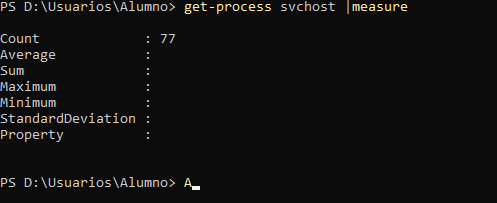 PS D:\Usuarios\Alumno> get-process svchost |measure
Count             : 77
Average           :
Sum               :
Maximum           :
Minimum           :
StandardDeviation :
Property          :
PS D:\Usuarios\Alumno> A